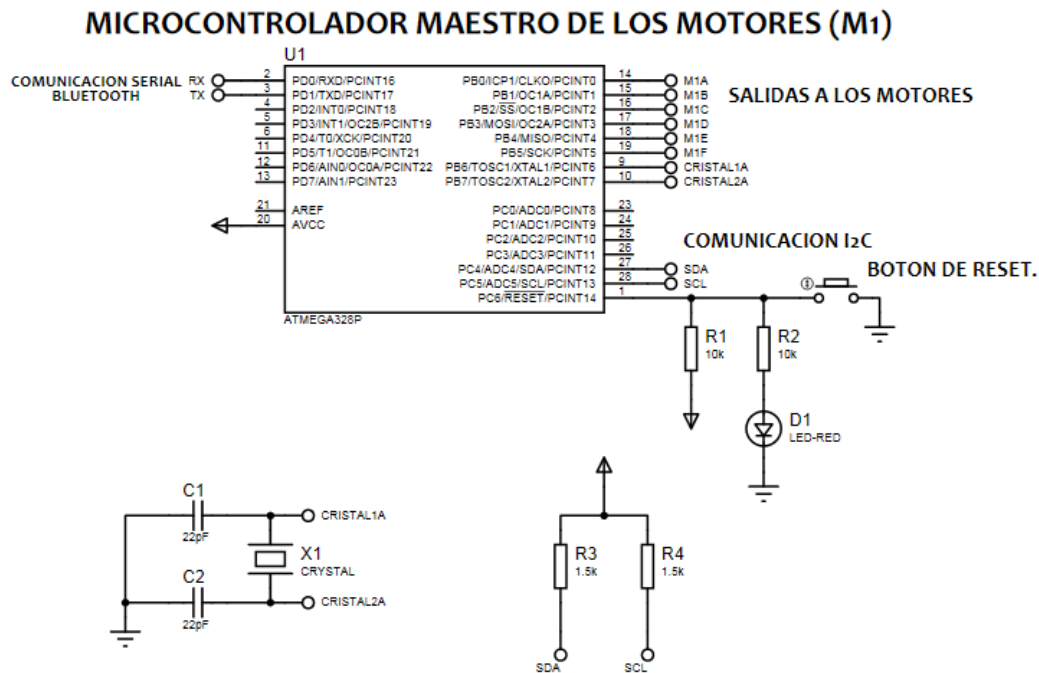 MICROCONTROLADOR MAESTRO DE LOS MOTORES (M1)
U1
COMUNICACION SERIAL
BLUETOOTH
RX 2 PD0/RXD/PCINT16
TX 3 PD1/TXD/PCINT17
4 PD2/INT0/PCINT18
5 PD3/INT1/OC2B/PCINT19
6 PD4/T0/XCK/PCINT20
11 PD5/T1/OC0B/PCINT21
12 PD6/AIN0/OC0A/PCINT22
13 PD7/AIN1/PCINT23
21 AREF
20 AVCC
PB0/ICP1/CLKO/PCINT0 14 M1A
PB1/OC1A/PCINT1 15 M1B
PB2/SS/OC1B/PCINT2 16 M1C
PB3/MOSI/OC2A/PCINT3 17 M1D
PB4/MISO/PCINT4 18 M1E
PB5/SCK/PCINT5 19 M1F
PB6/TOSC1/XTAL1/PCINT6 9 CRISTAL1A
PB7/TOSC2/XTAL2/PCINT7 10 CRISTAL2A
SALIDAS A LOS MOTORES
PC0/ADC0/PCINT8 23
PC1/ADC1/PCINT9 24
PC2/ADC2/PCINT10 25
PC3/ADC3/PCINT11 26
PC4/ADC4/SDA/PCINT12 27 SDA
PC5/ADC5/SCL/PCINT13 28 SCL
PC6/RESET/PCINT14 1
ATMEGA328P
COMUNICACION I2C
BOTON DE RESET.
R1
10k
R2
10k
D1
LED-RED
C1
22pF
CRISTAL1A
X1
CRYSTAL
C2
22pF
CRISTAL2A
R3
1.5k
R4
1.5k
SDA
SCL